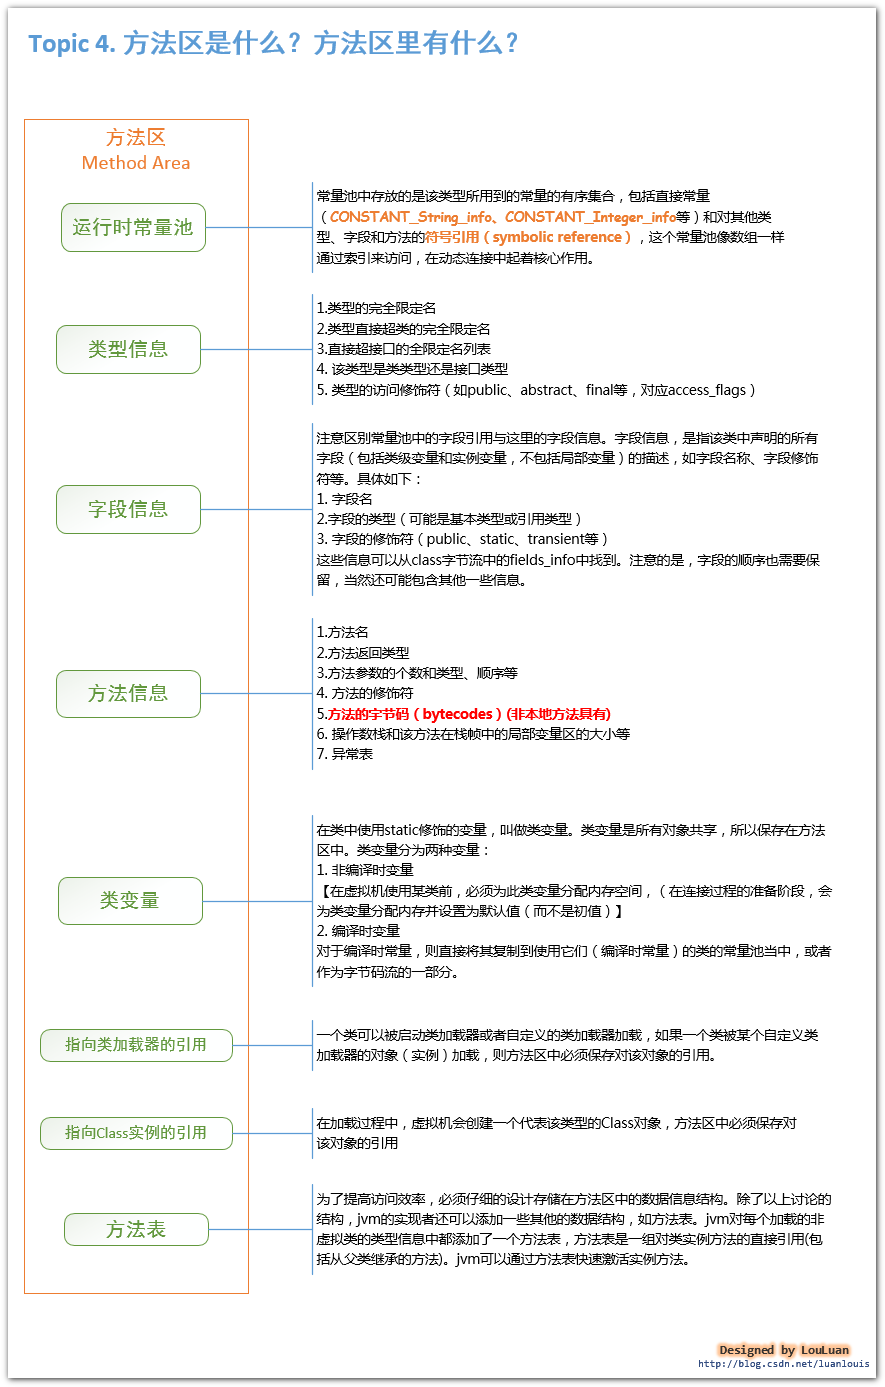 Topic 4. 方法区是什么？方法区里有什么？
方法区
Method Area
运行时常量池
常量池中存放的是该类型所用到的常量的有序集合，包括直接常量
（CONSTANT_String_info、CONSTANT_Integer_info等）和对其他类
型、字段和方法的符号引用（symbolic reference），这个常量池像数组一样
通过索引来访问，在动态连接中起着核心作用。
类型信息
1.类型的完全限定名
2.类型直接超类的完全限定名
3.直接超接口的全限定名列表
4. 该类型是类类型还是接口类型
5. 类型的访问修饰符（如public、abstract、final等，对应access_flags）
字段信息
注意区别常量池中的字段引用与这里的字段信息。字段信息，是指该类中声明的所有
字段（包括类级变量和实例变量，不包括局部变量）的描述，如字段名称、字段修饰
符等。具体如下：
1. 字段名
2.字段的类型（可能是基本类型或引用类型）
3. 字段的修饰符（public、static、transient等）
这些信息可以从class字节流中的fields_info中找到。注意的是，字段的顺序也需要保
留，当然还可能包含其他一些信息。
方法信息
1.方法名
2.方法返回类型
3.方法参数的个数和类型、顺序等
4. 方法的修饰符
5.方法的字节码（bytecodes）(非本地方法具有)
6. 操作数栈和该方法在栈帧中的局部变量区的大小等
7. 异常表
类变量
在类中使用static修饰的变量，叫做类变量。类变量是所有对象共享，所以保存在方法
区中。类变量分为两种变量：
1. 非编译时变量
【在虚拟机使用某类前，必须为此类变量分配内存空间，（在连接过程的准备阶段，会
为类变量分配内存并设置为默认值（而不是初值）】
2. 编译时变量
对于编译时常量，则直接将其复制到使用它们（编译时常量）的类的常量池当中，或者
作为字节码流的一部分。
指向类加载器的引用
一个类可以被启动类加载器或者自定义的类加载器加载，如果一个类被某个自定义类
加载器的对象（实例）加载，则方法区中必须保存对该对象的引用。
指向Class实例的引用
在加载过程中，虚拟机会创建一个代表该类型的Class对象，方法区中必须保存对
该对象的引用
方法表
为了提高访问效率，必须仔细的设计存储在方法区中的数据信息结构。除了以上讨论的
结构，jvm的实现者还可以添加一些其他的数据结构，如方法表。jvm对每个加载的非
虚拟类的类型信息中都添加了一个方法表，方法表是一组对类实例方法的直接引用(包
括从父类继承的方法)。jvm可以通过方法表快速激活实例方法。
Designed by LouLuan
http://blog.csdn.net/luanlouis